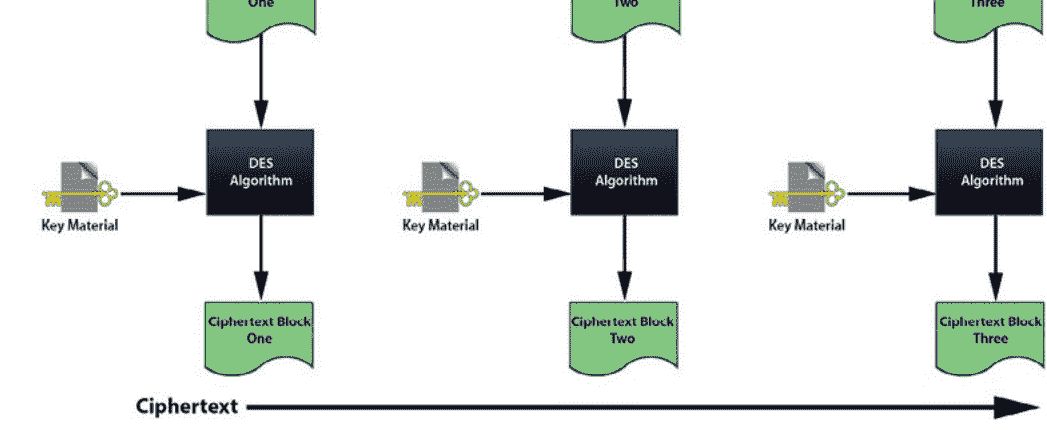 One
Two
Three
DES
Algorithm
DES
Algorithm
DES
Algorithm
Key Material
Key Material
Key Material
Ciphertext Block
One
Ciphertext Block
Two
Ciphertext Block
Three
Ciphertext